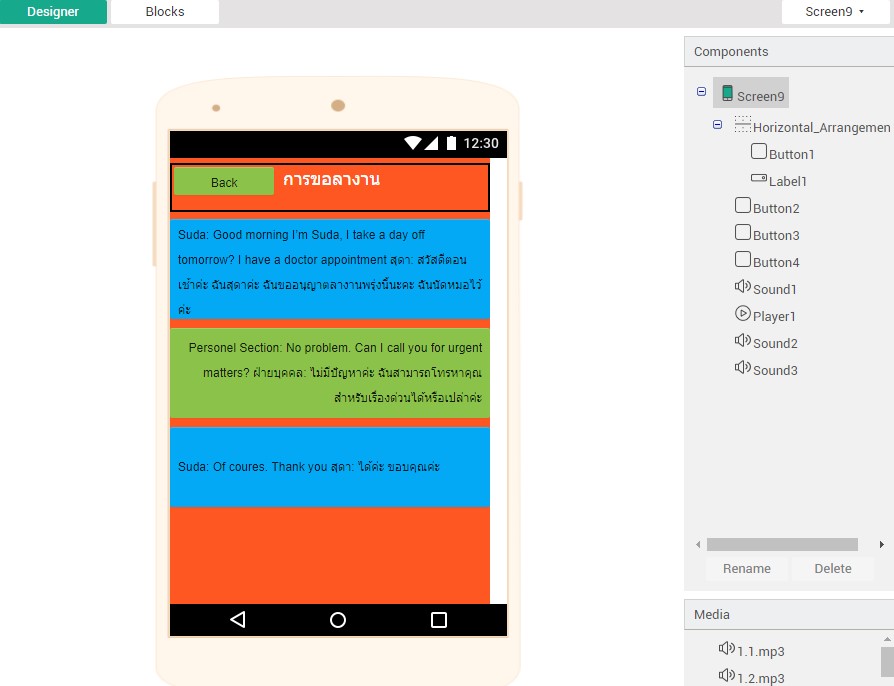 Designer
Blocks
Screen9
Components
Screen9
Horizontal_Arrangemen
Button1
Label1
Button2
Button3
Button4
Sound1
Player1
Sound2
Sound3
Rename
Delete
Media
1.1.mp3
1.2.mp3
12:30
Back
การขอลางาน
Suda: Good morning I'm Suda, I take a day off
tomorrow? I have a doctor appointment สุดา: สวัสดีตอน
เช้าค่ะ ฉันสุดาค่ะ ฉันขออนุญาตลางานพรุ่งนี้นะคะ ฉันนัดหมอไว้
ค่ะ
Personel Section: No problem. Can I call you for urgent
matters? ฝ่ายบุคคล: ไม่มีปัญหาค่ะ ฉันสามารถโทรหาคุณ
สำหรับเรื่องด่วนได้หรือเปล่าค่ะ
Suda: Of coures. Thank you สุดา: ได้ค่ะ ขอบคุณค่ะ